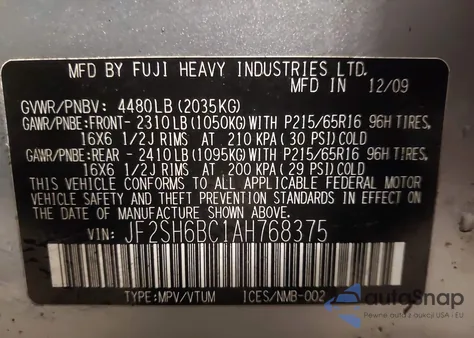 MFD BY FUJI HEAVY INDUSTRIES LTD.
MFD IN 12/09
GVWR/PNBV: 4480LB(2035KG)
GAWR/PNBE:FRONT- 2310LB(1050KG)WITH P215/65R16 96H TIRES,
16X6 1/2J RIMS AT 210 KPA(30 PSI)COLD
GAWR/PNBE:REAR - 2410LB(1095KG)WITH P215/65R16 96H TIRES,
16X6 1/2J RIMS AT 200 KPA(29 PSI)COLD
THIS VEHICLE CONFORMS TO ALL APPLICABLE FEDERAL MOTOR
VEHICLE SAFETY STANDARDS IN EFFECT ON THE DATE OF
MANUFACTURE SHOWN ABOVE.
VIN: JF2SH6BC1AH768375
TYPE:MPV/VTUM ICES/NMB-002
autoSnap